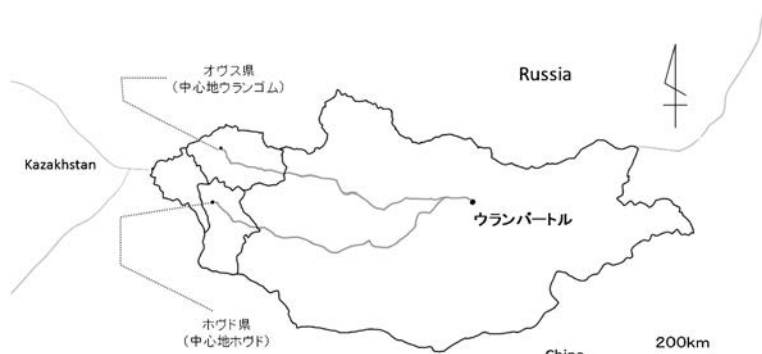 オヴス県
(中心地ウランゴム)
Russia
Kazakhstan
ウランバートル
ホヴド県
(中心地ホヴド)
200km
China